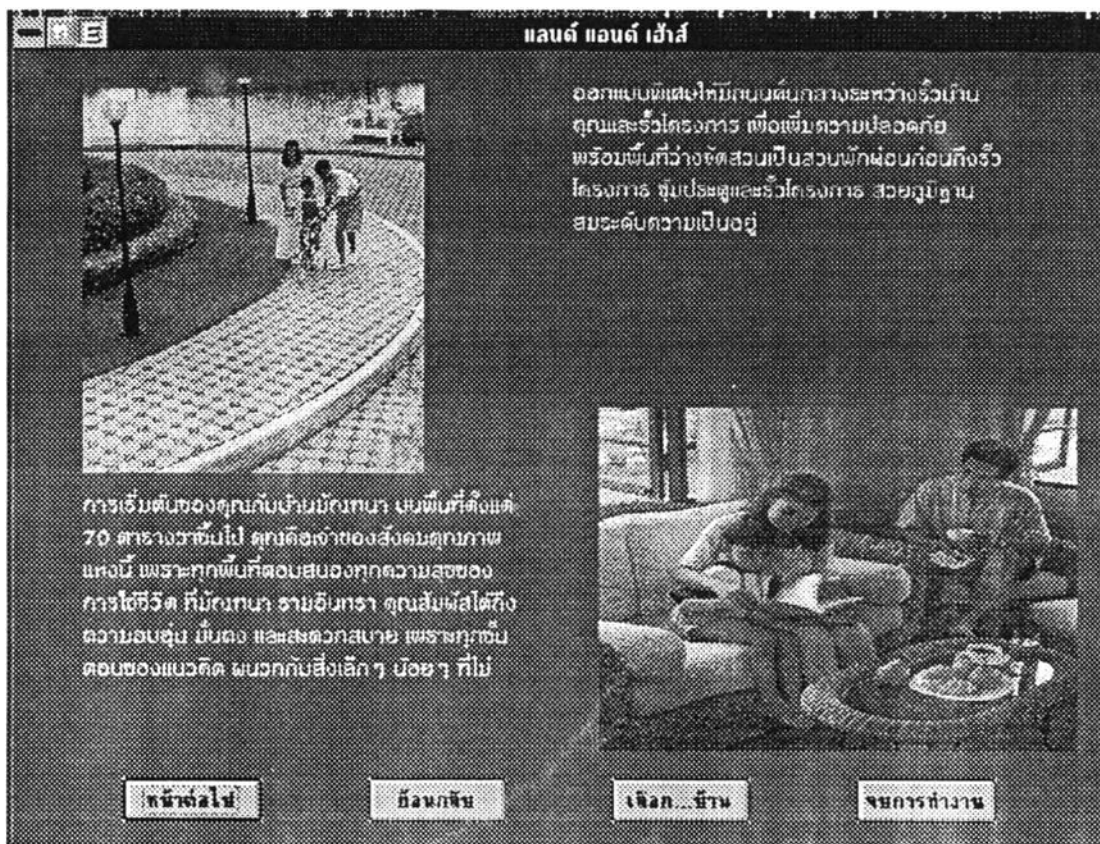 แลนด์ แอนด์ เฮ้าส์
ออกแบบพิเศษให้มีถนนคั่นกลางระหว่างรั้วบ้าน
คุณและรั้วโครงการ เพื่อเพิ่มความปลอดภัย
พร้อมพื้นที่ว่างจัดสวนเป็นสวนพักผ่อนก่อนถึงรั้ว
โครงการ ซุ้มประตูและรั้วโครงการ สวยภูมิฐาน
สมระดับความเป็นอยู่
การเริ่มต้นของคุณกับบ้านมัณฑนา บนพื้นที่ตั้งแต่
70 ตารางวาขึ้นไป คุณคือเจ้าของสังคมคุณภาพ
แห่งนี้ เพราะทุกพื้นที่ตอบสนองทุกความสุขของ
การใช้ชีวิต ที่มัณฑนา รามอินทรา คุณสัมผัสได้ถึง
ความอบอุ่น มั่นคง และสะดวกสบาย เพราะทุกขั้น
ตอนของแนวคิด ผนวกกับสิ่งเล็ก ๆ น้อย ๆ ที่ไม่
หน้าต่อไป
ย้อนกลับ
เลือก...บ้าน
จบการทำงาน